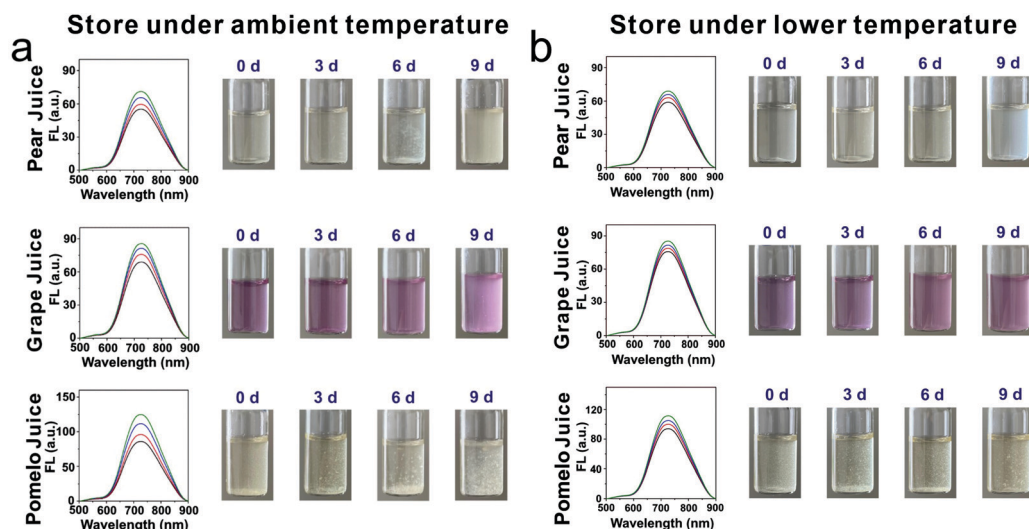 a
Store under ambient temperature
Pear Juice
FL (a.u.)
90
60
30
0
500 600 700 800 900
Wavelength (nm)
0 d 3 d 6 d 9 d
Grape Juice
FL (a.u.)
90
60
30
0
500 600 700 800 900
Wavelength (nm)
0 d 3 d 6 d 9 d
Pomelo Juice
FL (a.u.)
150
100
50
0
500 600 700 800 900
Wavelength (nm)
0 d 3 d 6 d 9 d
b
Store under lower temperature
Pear Juice
FL (a.u.)
90
60
30
0
500 600 700 800 900
Wavelength (nm)
0 d 3 d 6 d 9 d
Grape Juice
FL (a.u.)
90
60
30
0
500 600 700 800 900
Wavelength (nm)
0 d 3 d 6 d 9 d
Pomelo Juice
FL (a.u.)
120
80
40
0
500 600 700 800 900
Wavelength (nm)
0 d 3 d 6 d 9 d